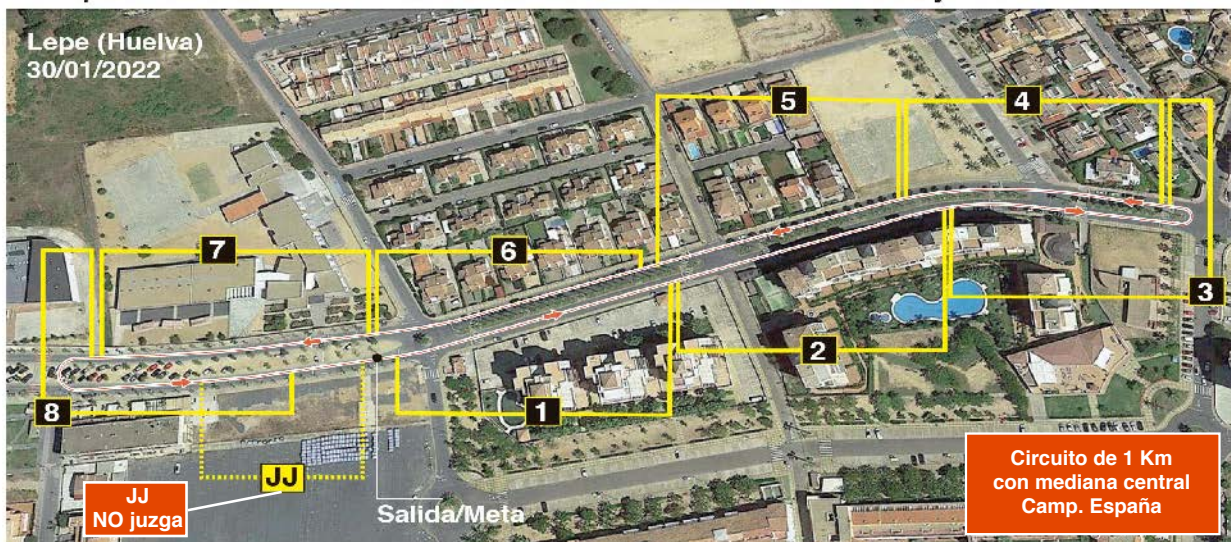 Lepe (Huelva)
30/01/2022
5
4
7
6
3
2
8
1
JJ
JJ
NO juzga
Salida/Meta
Circuito de 1 Km
con mediana central
Camp. España